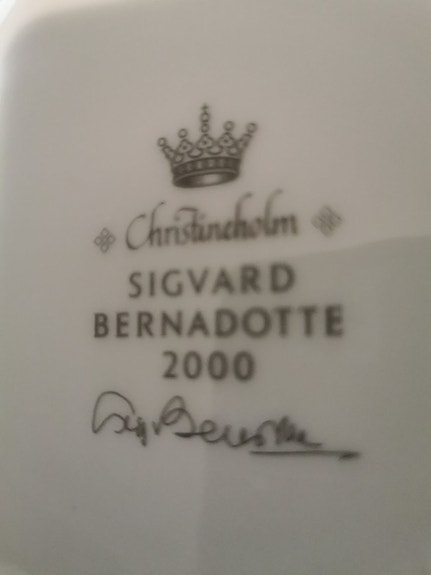 Christineholm
SIGVARD
BERNADOTTE
2000